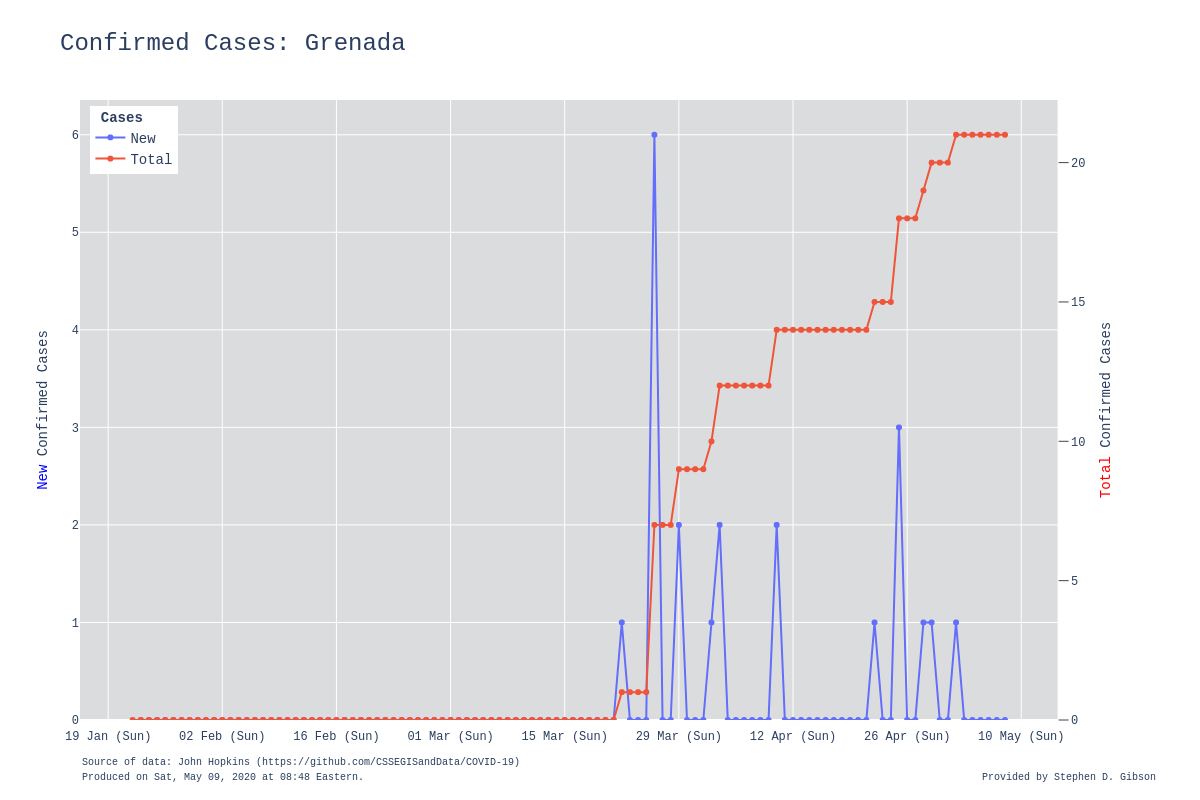 Confirmed Cases: Grenada
Cases
New
Total
6
5
4
3
2
1
0
20
15
10
5
0
New Confirmed Cases
Total Confirmed Cases
19 Jan (Sun) 02 Feb (Sun) 16 Feb (Sun) 01 Mar (Sun) 15 Mar (Sun) 29 Mar (Sun) 12 Apr (Sun) 26 Apr (Sun) 10 May (Sun)
Source of data: John Hopkins (https://github.com/CSSEGISandData/COVID-19)
Produced on Sat, May 09, 2020 at 08:48 Eastern.
Provided by Stephen D. Gibson